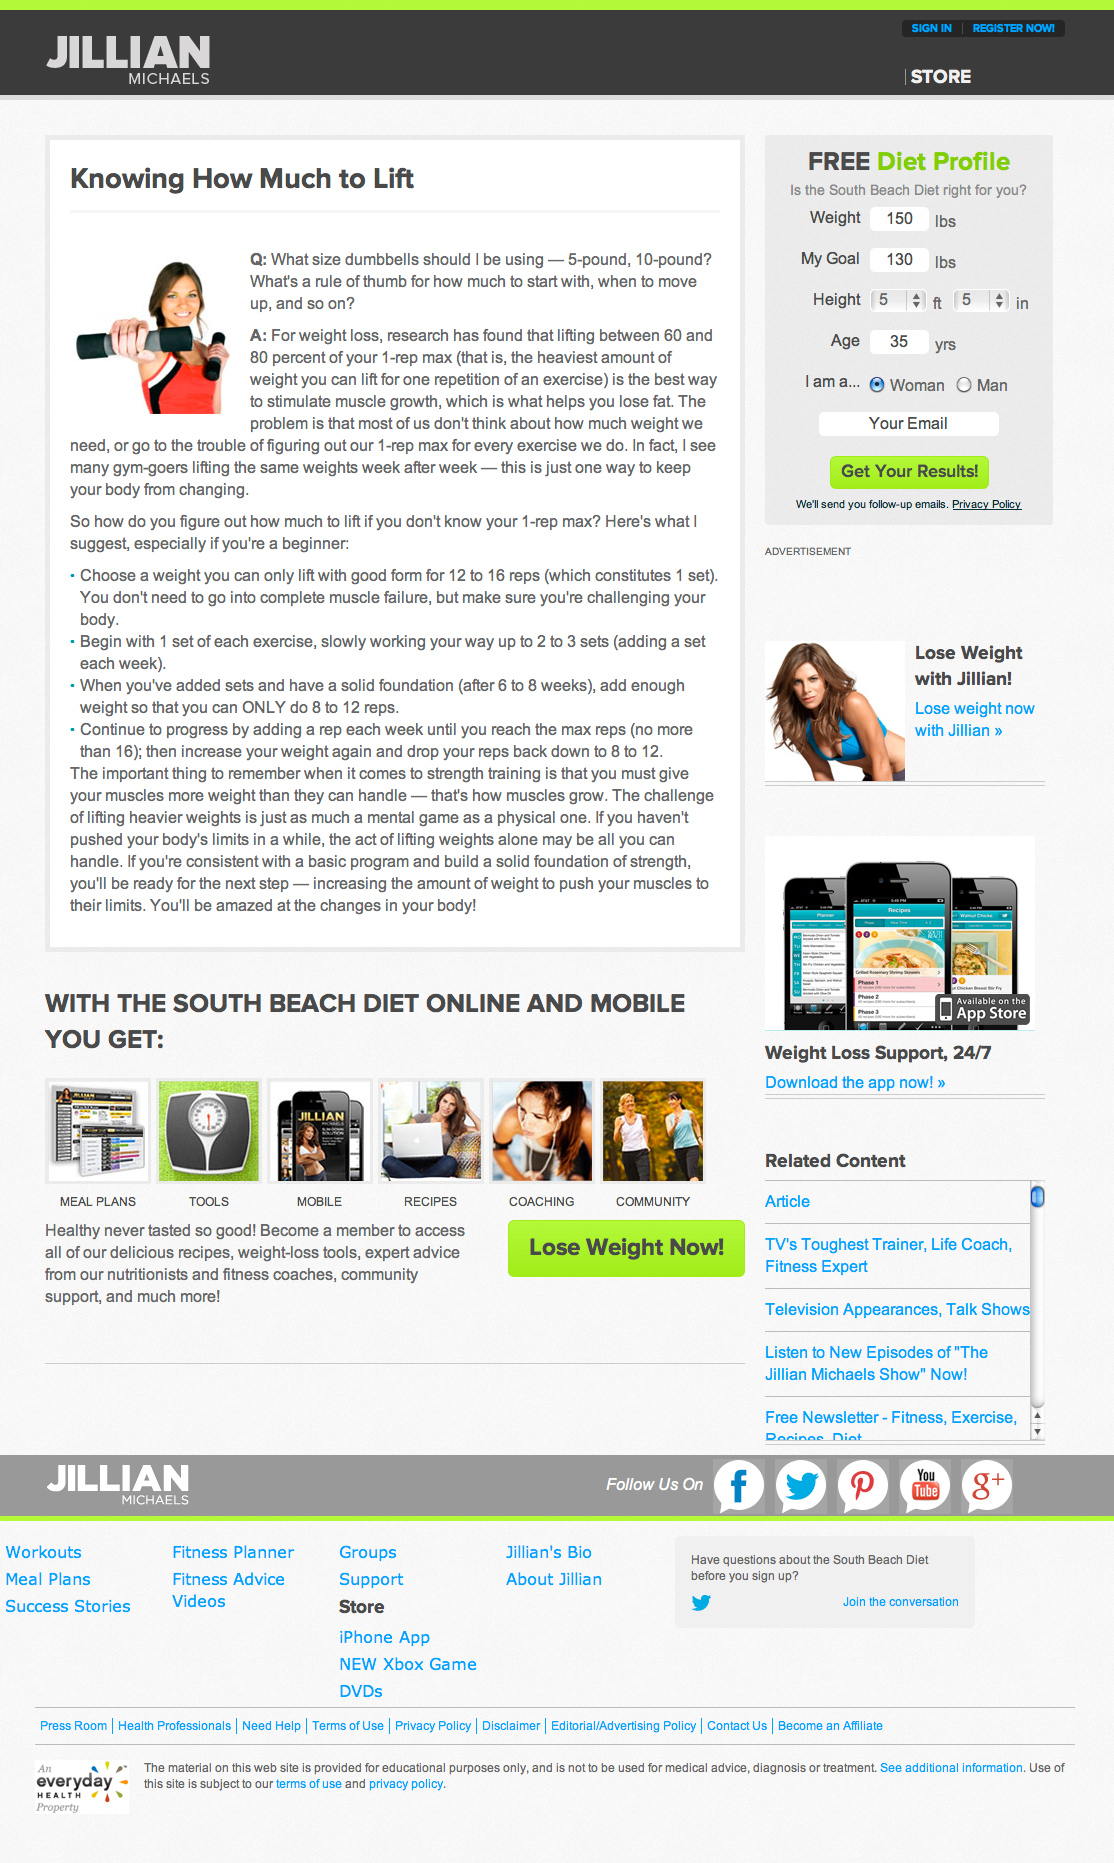 SIGN IN | REGISTER NOW!
JILLIAN
MICHAELS
STORE
Knowing How Much to Lift
Q: What size dumbbells should I be using — 5-pound, 10-pound?
What's a rule of thumb for how much to start with, when to move
up, and so on?
A: For weight loss, research has found that lifting between 60 and
80 percent of your 1-rep max (that is, the heaviest amount of
weight you can lift for one repetition of an exercise) is the best way
to stimulate muscle growth, which is what helps you lose fat. The
problem is that most of us don't think about how much weight we
need, or go to the trouble of figuring out our 1-rep max for every exercise we do. In fact, I see
many gym-goers lifting the same weights week after week — this is just one way to keep
your body from changing.
So how do you figure out how much to lift if you don't know your 1-rep max? Here's what I
suggest, especially if you're a beginner:
• Choose a weight you can only lift with good form for 12 to 16 reps (which constitutes 1 set).
You don't need to go into complete muscle failure, but make sure you're challenging your
body.
• Begin with 1 set of each exercise, slowly working your way up to 2 to 3 sets (adding a set
each week).
• When you've added sets and have a solid foundation (after 6 to 8 weeks), add enough
weight so that you can ONLY do 8 to 12 reps.
• Continue to progress by adding a rep each week until you reach the max reps (no more
than 16); then increase your weight again and drop your reps back down to 8 to 12.
The important thing to remember when it comes to strength training is that you must give
your muscles more weight than they can handle — that's how muscles grow. The challenge
of lifting heavier weights is just as much a mental game as a physical one. If you haven't
pushed your body's limits in a while, the act of lifting weights alone may be all you can
handle. If you're consistent with a basic program and build a solid foundation of strength,
you'll be ready for the next step — increasing the amount of weight to push your muscles to
their limits. You'll be amazed at the changes in your body!
WITH THE SOUTH BEACH DIET ONLINE AND MOBILE
YOU GET:
JILLIAN
JILLIAN
MICHAELS
MEAL PLANS
TOOLS
MOBILE
RECIPES
COACHING
COMMUNITY
Healthy never tasted so good! Become a member to access
all of our delicious recipes, weight-loss tools, expert advice
from our nutritionists and fitness coaches, community
support, and much more!
Lose Weight Now!
FREE Diet Profile
Is the South Beach Diet right for you?
Weight 150 lbs
My Goal 130 lbs
Height 5 ft 5 in
Age 35 yrs
I am a... Woman Man
Your Email
Get Your Results!
We'll send you follow-up emails. Privacy Policy
ADVERTISEMENT
Lose Weight
with Jillian!
Lose weight now
with Jillian »
Planner
Recipes
Walnut Chicke
Grilled Rosemary Shrimp Skewers
Phase 1
Phase 2
Phase 3
Available on the
App Store
Weight Loss Support, 24/7
Download the app now! »
Related Content
Article
TV's Toughest Trainer, Life Coach,
Fitness Expert
Television Appearances, Talk Shows
Listen to New Episodes of "The
Jillian Michaels Show" Now!
Free Newsletter - Fitness, Exercise,
Recipes, Diet
JILLIAN
MICHAELS
Follow Us On
f
You
Tube
g+
Workouts
Meal Plans
Success Stories
Fitness Planner
Fitness Advice
Videos
Groups
Support
Store
iPhone App
NEW Xbox Game
DVDs
Jillian's Bio
About Jillian
Have questions about the South Beach Diet
before you sign up?
Join the conversation
Press Room | Health Professionals | Need Help | Terms of Use | Privacy Policy | Disclaimer | Editorial/Advertising Policy | Contact Us | Become an Affiliate
An
everyday
HEALTH
Property
The material on this web site is provided for educational purposes only, and is not to be used for medical advice, diagnosis or treatment. See additional information. Use of
this site is subject to our terms of use and privacy policy.